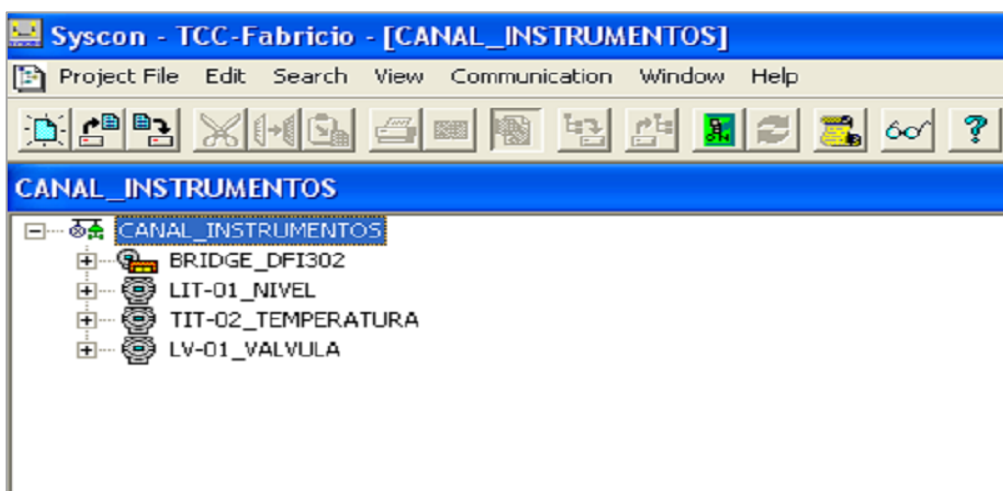 Syscon - TCC-Fabricio - [CANAL_INSTRUMENTOS]
Project File Edit Search View Communication Window Help
?
CANAL_INSTRUMENTOS
CANAL_INSTRUMENTOS
BRIDGE_DFI302
LIT-01_NIVEL
TIT-02_TEMPERATURA
LV-01_VALVULA